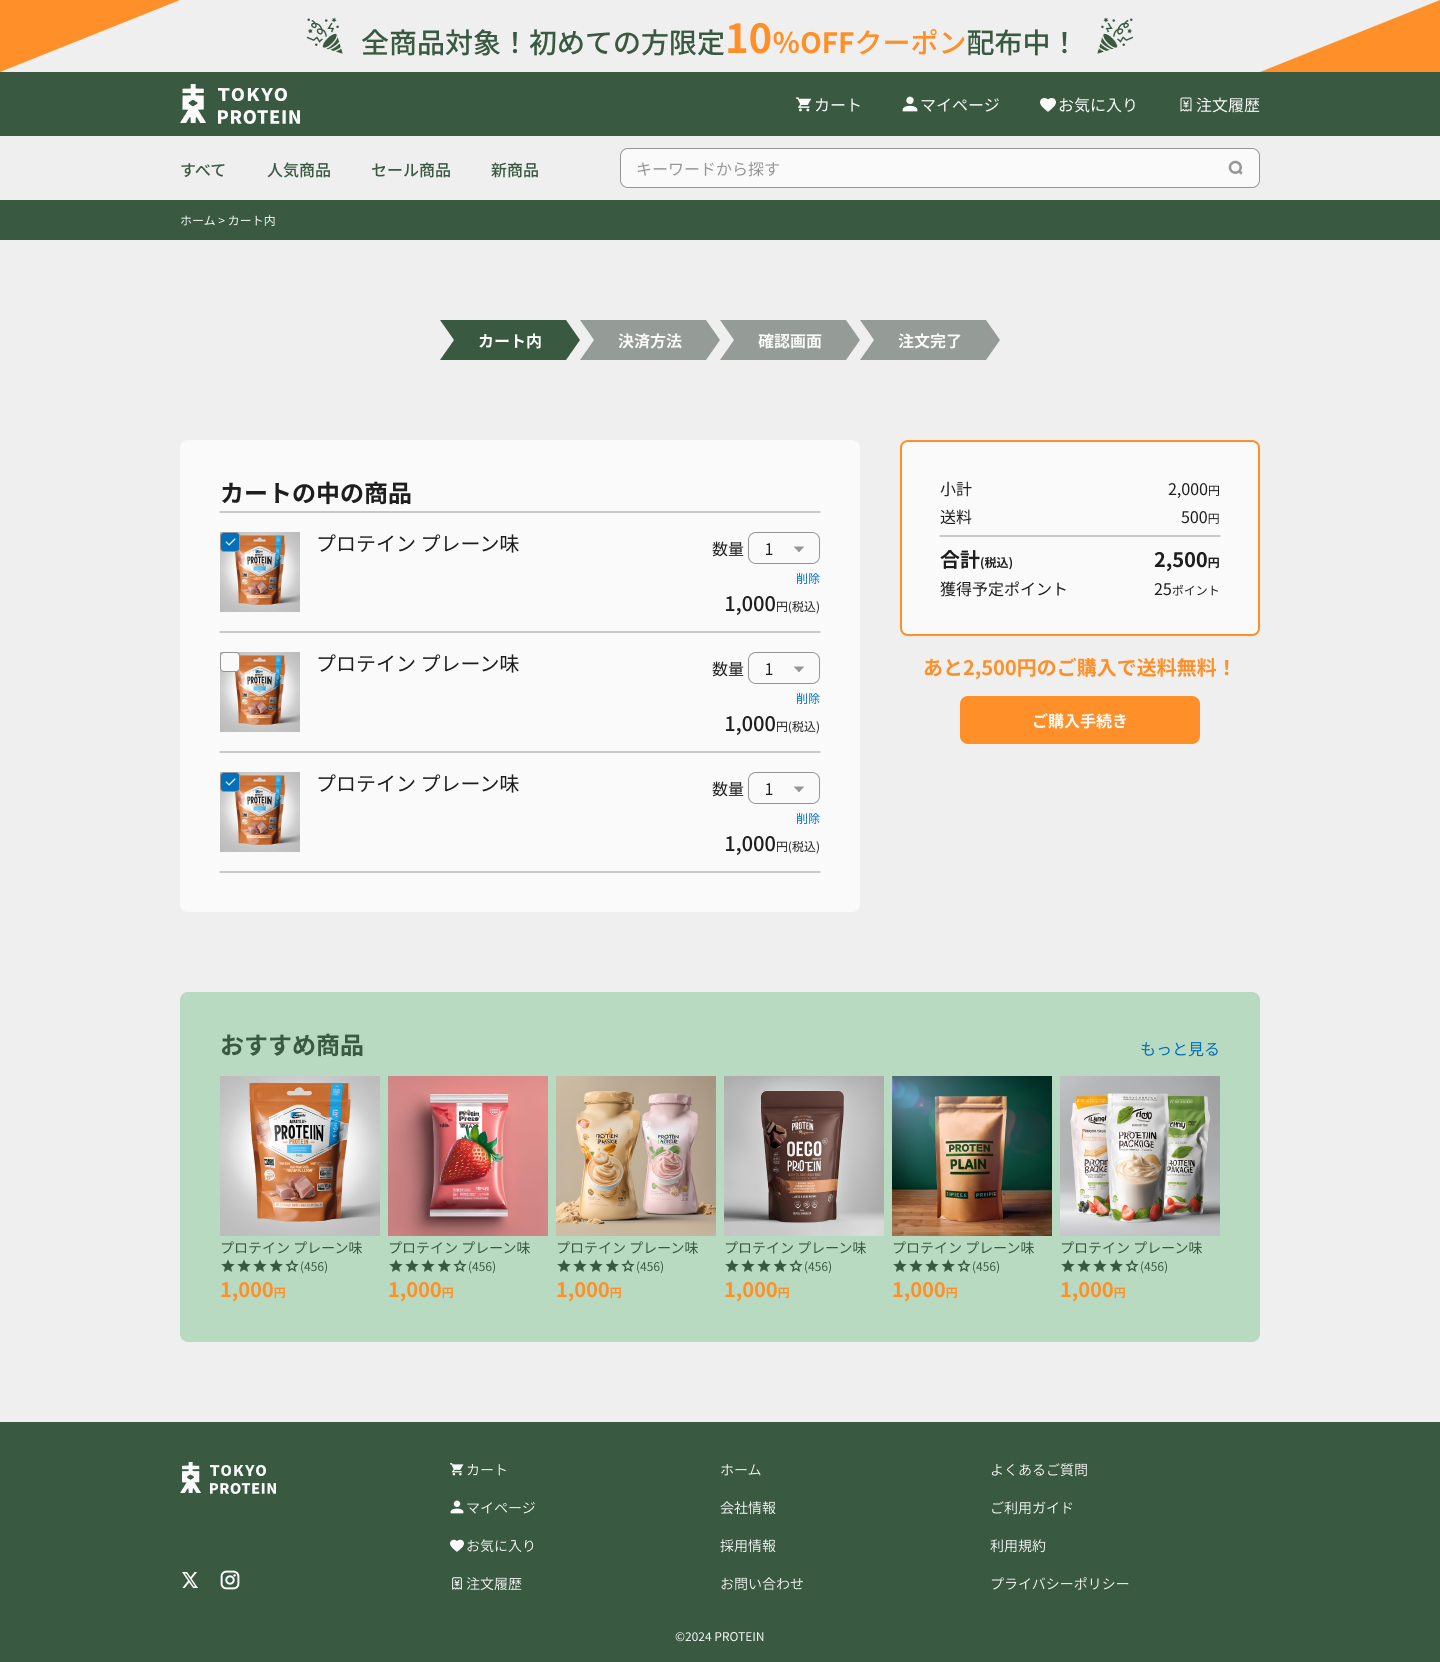 全商品対象！初めての方限定10%OFFクーポン配布中！
TOKYO
PROTEIN
カート
マイページ
お気に入り
注文履歴
すべて
人気商品
セール商品
新商品
キーワードから探す
ホーム > カート内
カート内
決済方法
確認画面
注文完了
カートの中の商品
プロテイン プレーン味
数量 1
削除
1,000円(税込)
プロテイン プレーン味
数量 1
削除
1,000円(税込)
プロテイン プレーン味
数量 1
削除
1,000円(税込)
小計 2,000円
送料 500円
合計(税込) 2,500円
獲得予定ポイント 25ポイント
あと2,500円のご購入で送料無料！
ご購入手続き
おすすめ商品
もっと見る
OEGO
PROTEN
PLAIN
プロテイン プレーン味
★★★★☆(456)
1,000円
プロテイン プレーン味
★★★★☆(456)
1,000円
プロテイン プレーン味
★★★★☆(456)
1,000円
プロテイン プレーン味
★★★★☆(456)
1,000円
プロテイン プレーン味
★★★★☆(456)
1,000円
プロテイン プレーン味
★★★★☆(456)
1,000円
TOKYO
PROTEIN
カート
マイページ
お気に入り
注文履歴
ホーム
会社情報
採用情報
お問い合わせ
よくあるご質問
ご利用ガイド
利用規約
プライバシーポリシー
©2024 PROTEIN